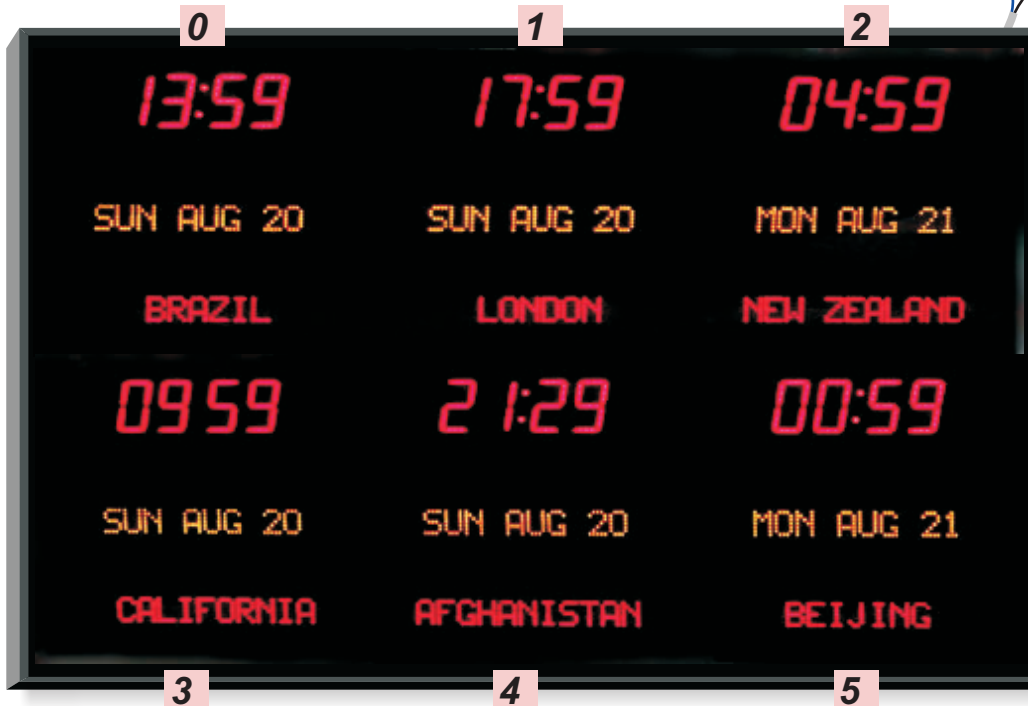 0 1 2
13:59 17:59 04:59
SUN AUG 20 SUN AUG 20 MON AUG 21
BRAZIL LONDON NEW ZEALAND
09 59 21:29 00:59
SUN AUG 20 SUN AUG 20 MON AUG 21
CALIFORNIA AFGHANISTAN BEIJING
3 4 5